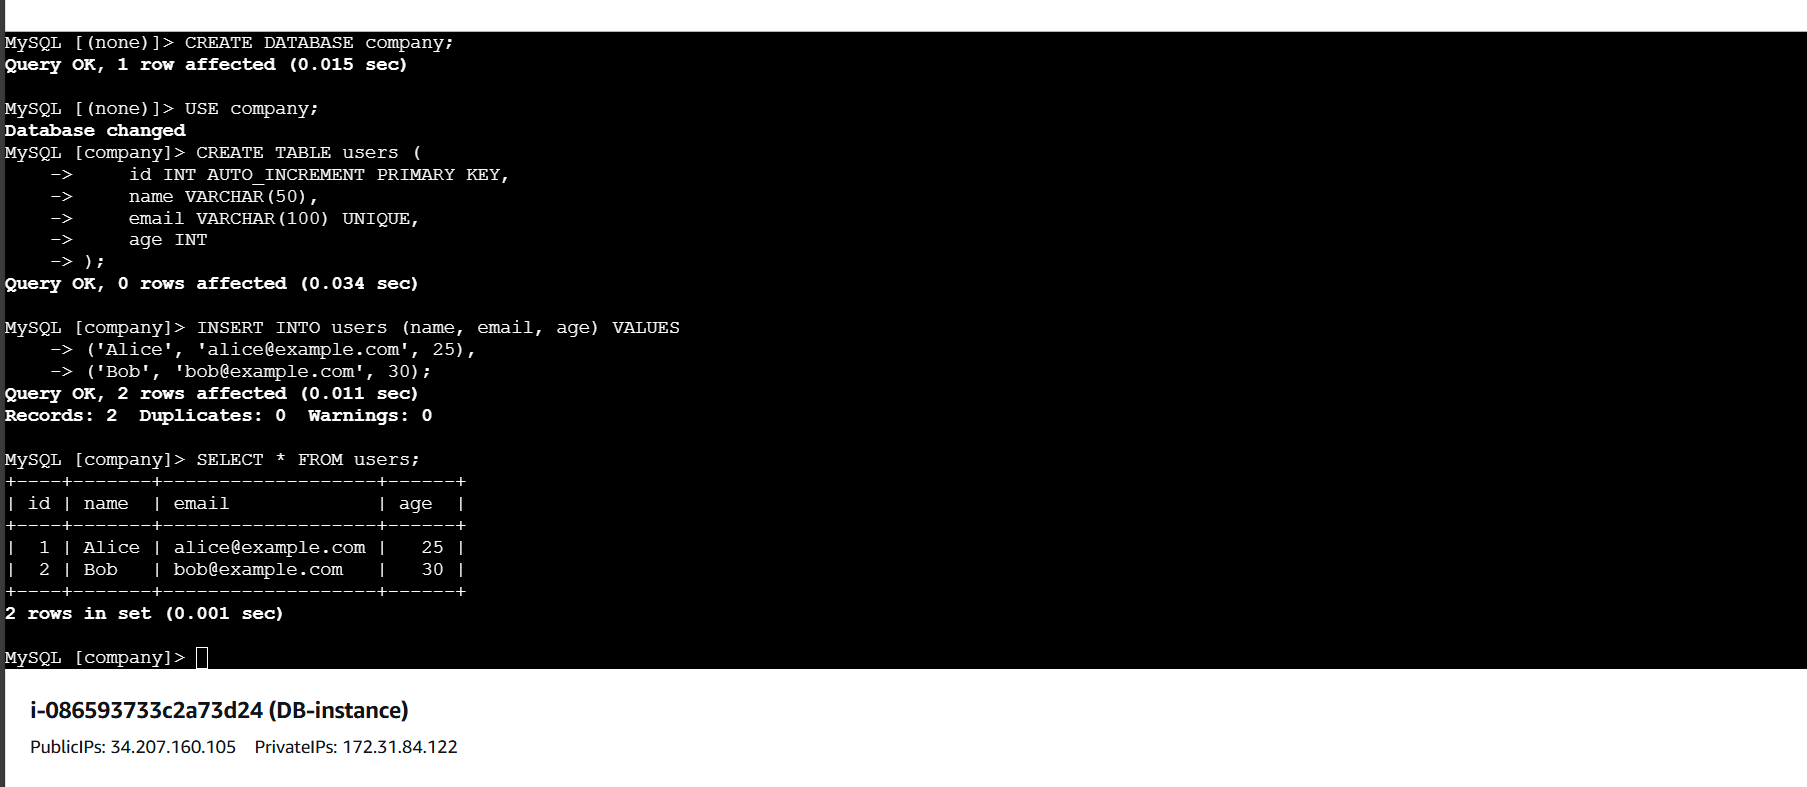 MySQL [(none)]> CREATE DATABASE company;
Query OK, 1 row affected (0.015 sec)

MySQL [(none)]> USE company;
Database changed
MySQL [company]> CREATE TABLE users (
    ->     id INT AUTO_INCREMENT PRIMARY KEY,
    ->     name VARCHAR(50),
    ->     email VARCHAR(100) UNIQUE,
    ->     age INT
    -> );
Query OK, 0 rows affected (0.034 sec)

MySQL [company]> INSERT INTO users (name, email, age) VALUES
    -> ('Alice', 'alice@example.com', 25),
    -> ('Bob', 'bob@example.com', 30);
Query OK, 2 rows affected (0.011 sec)
Records: 2  Duplicates: 0  Warnings: 0

MySQL [company]> SELECT * FROM users;
+----+-------+-------------------+------+
| id | name  | email             | age  |
+----+-------+-------------------+------+
|  1 | Alice | alice@example.com |   25 |
|  2 | Bob   | bob@example.com   |   30 |
+----+-------+-------------------+------+
2 rows in set (0.001 sec)

MySQL [company]>
i-086593733c2a73d24 (DB-instance)
PublicIPs: 34.207.160.105    PrivateIPs: 172.31.84.122